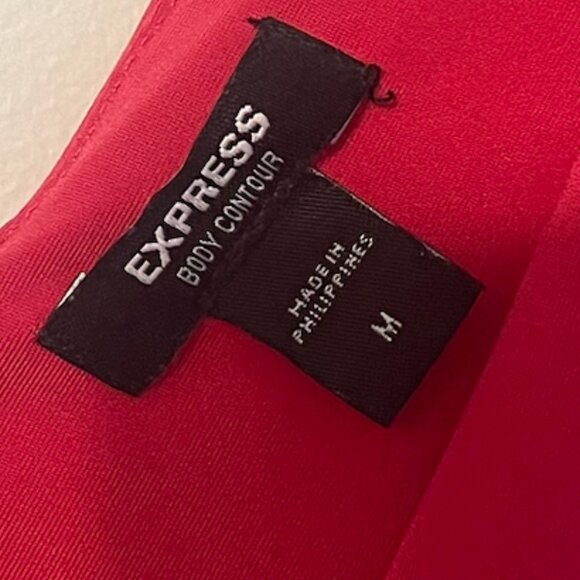 EXPRESS
BODY CONTOUR
MADE IN
PHILIPPINES
M